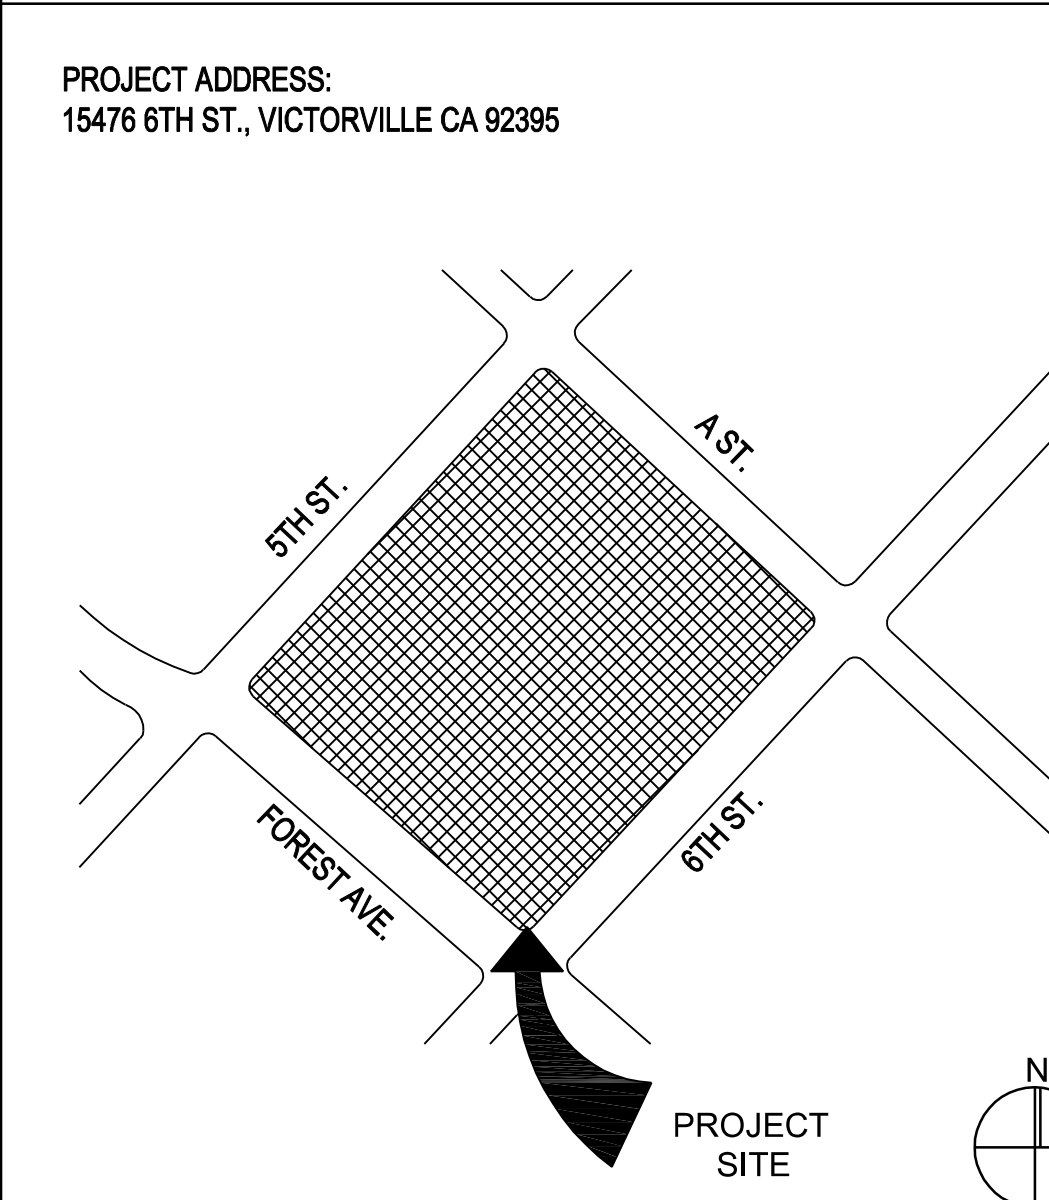 PROJECT ADDRESS:
15476 6TH ST., VICTORVILLE CA 92395
A ST.
5TH ST.
6TH ST.
FOREST AVE.
N
PROJECT
SITE